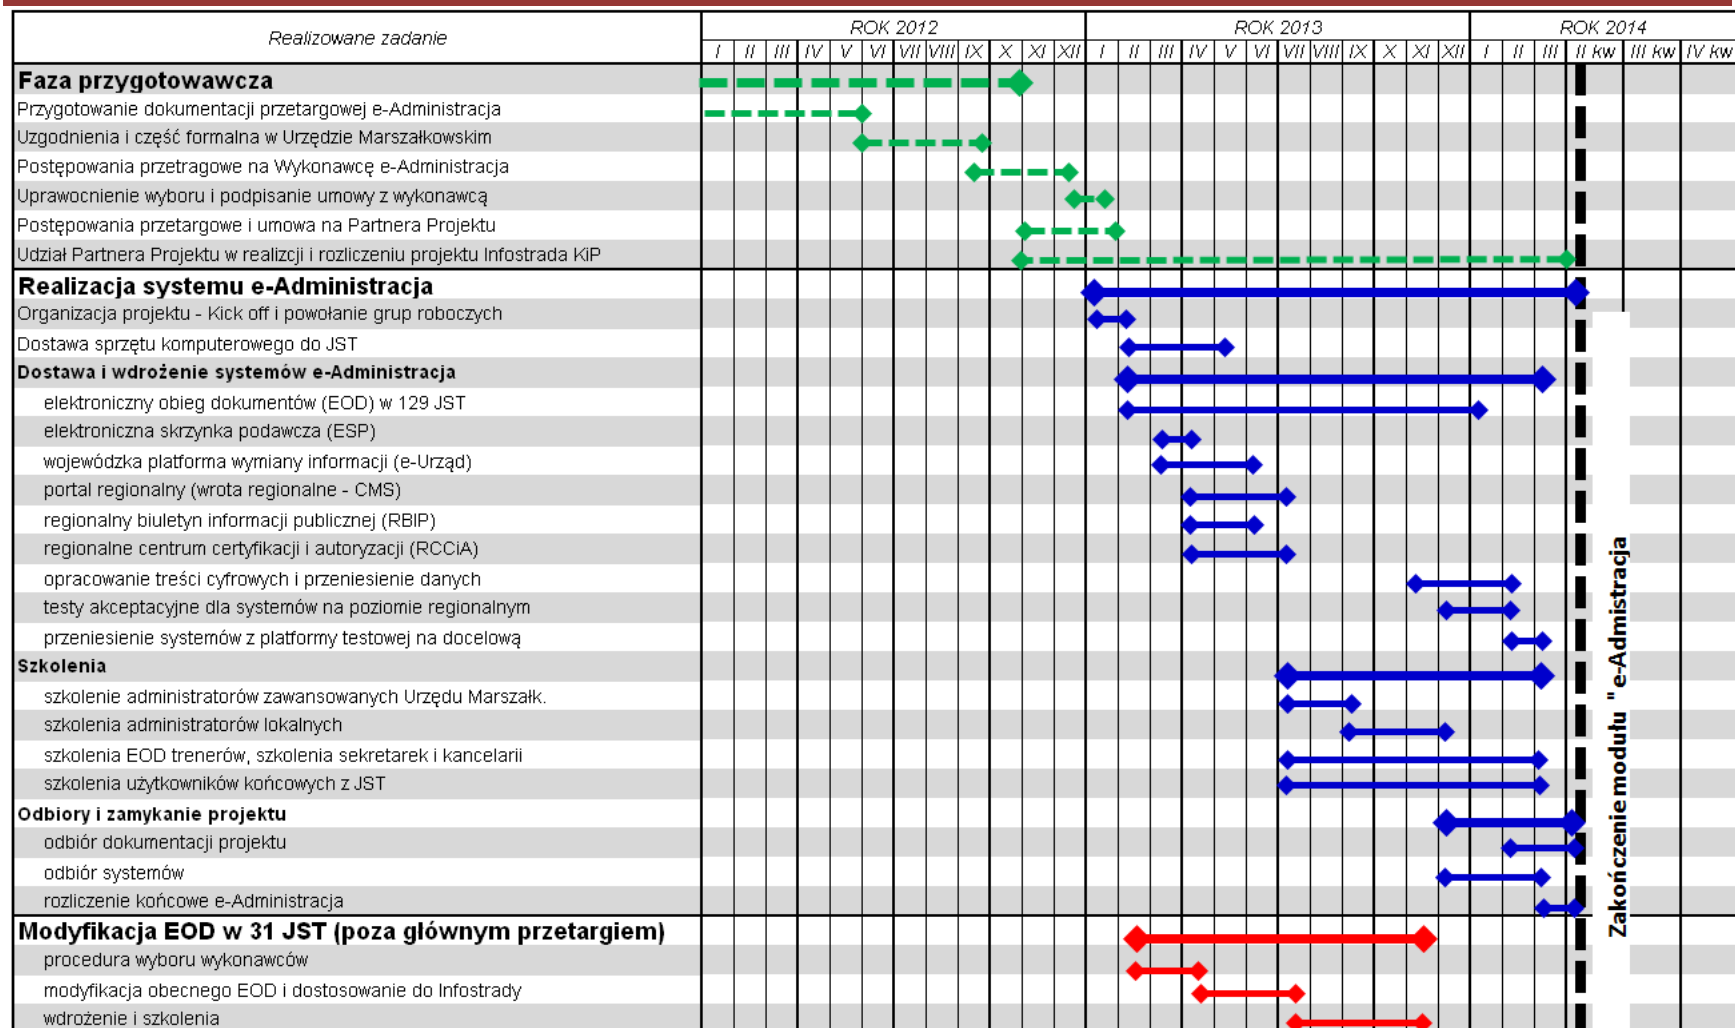 Realizowane zadanie
ROK 2012 ROK 2013 ROK 2014
I II III IV V VI VII VIII IX X XI XII I II III IV V VI VII VIII IX X XI XII I II III II kw III kw IV kw
Faza przygotowawcza
Przygotowanie dokumentacji przetargowej e-Administracja
Uzgodnienia i część formalna w Urzędzie Marszałkowskim
Postępowania przetragowe na Wykonawcę e-Administracja
Uprawocnienie wyboru i podpisanie umowy z wykonawcą
Postępowania przetargowe i umowa na Partnera Projektu
Udział Partnera Projektu w realizcji i rozliczeniu projektu Infostrada KiP
Realizacja systemu e-Administracja
Organizacja projektu - Kick off i powołanie grup roboczych
Dostawa sprzętu komputerowego do JST
Dostawa i wdrożenie systemów e-Administracja
elektroniczny obieg dokumentów (EOD) w 129 JST
elektroniczna skrzynka podawcza (ESP)
wojewódzka platforma wymiany informacji (e-Urząd)
portal regionalny (wrota regionalne - CMS)
regionalny biuletyn informacji publicznej (RBIP)
regionalne centrum certyfikacji i autoryzacji (RCCiA)
opracowanie treści cyfrowych i przeniesienie danych
testy akceptacyjne dla systemów na poziomie regionalnym
przeniesienie systemów z platformy testowej na docelową
Szkolenia
szkolenie administratorów zawansowanych Urzędu Marszałk.
szkolenia administratorów lokalnych
szkolenia EOD trenerów, szkolenia sekretarek i kancelarii
szkolenia użytkowników końcowych z JST
Odbiory i zamykanie projektu
odbiór dokumentacji projektu
odbiór systemów
rozliczenie końcowe e-Administracja
Modyfikacja EOD w 31 JST (poza głównym przetargiem)
procedura wyboru wykonawców
modyfikacja obecnego EOD i dostosowanie do Infostrady
wdrożenie i szkolenia
Zakończenie modułu " e-Admistracja